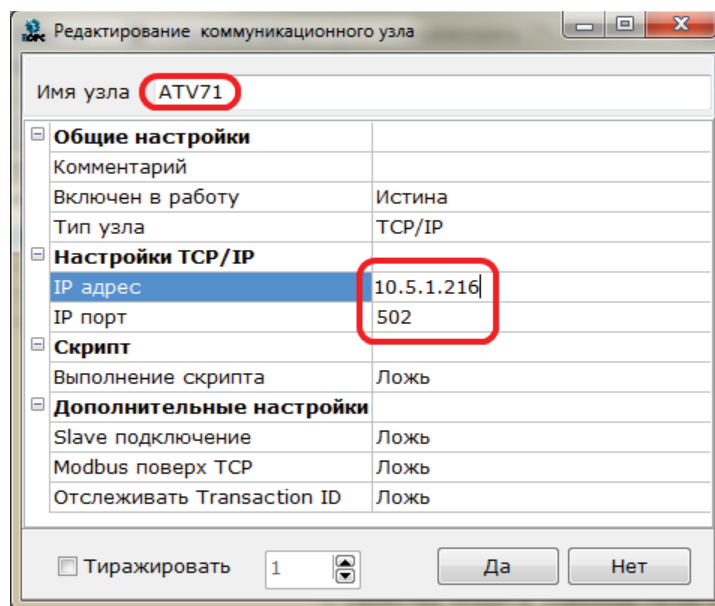 Редактирование коммуникационного узла
Имя узла ATV71
Общие настройки
Комментарий
Включен в работу Истина
Тип узла TCP/IP
Настройки TCP/IP
IP адрес 10.5.1.216
IP порт 502
Скрипт
Выполнение скрипта Ложь
Дополнительные настройки
Slave подключение Ложь
Modbus поверх TCP Ложь
Отслеживать Transaction ID Ложь
Тиражировать 1 Да Нет